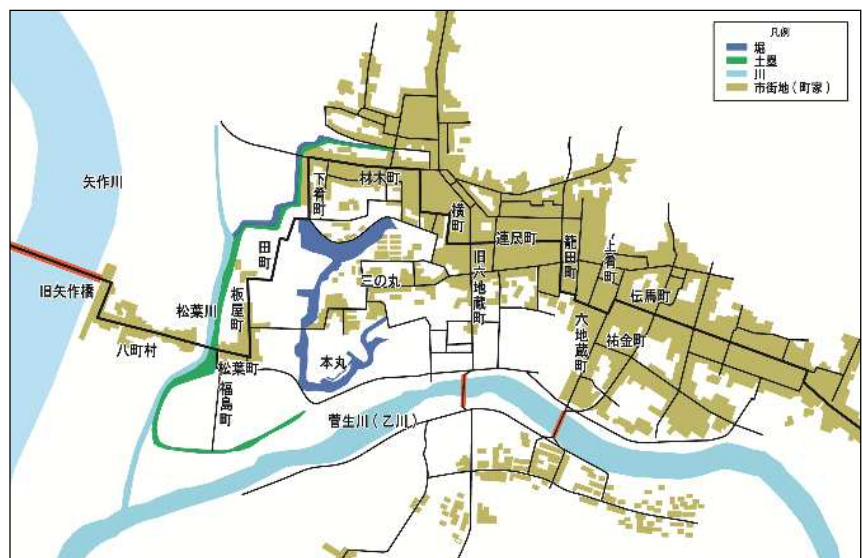 凡例
堀
土塁
川
市街地(町家)
矢作川
下肴町
材木町
横町
連尺町
籠田町
上肴町
田町
三の丸
旧六地蔵町
伝馬町
旧矢作橋
松葉川
板屋町
六地蔵町
祐金町
八町村
松葉町
本丸
福島町
菅生川(乙川)